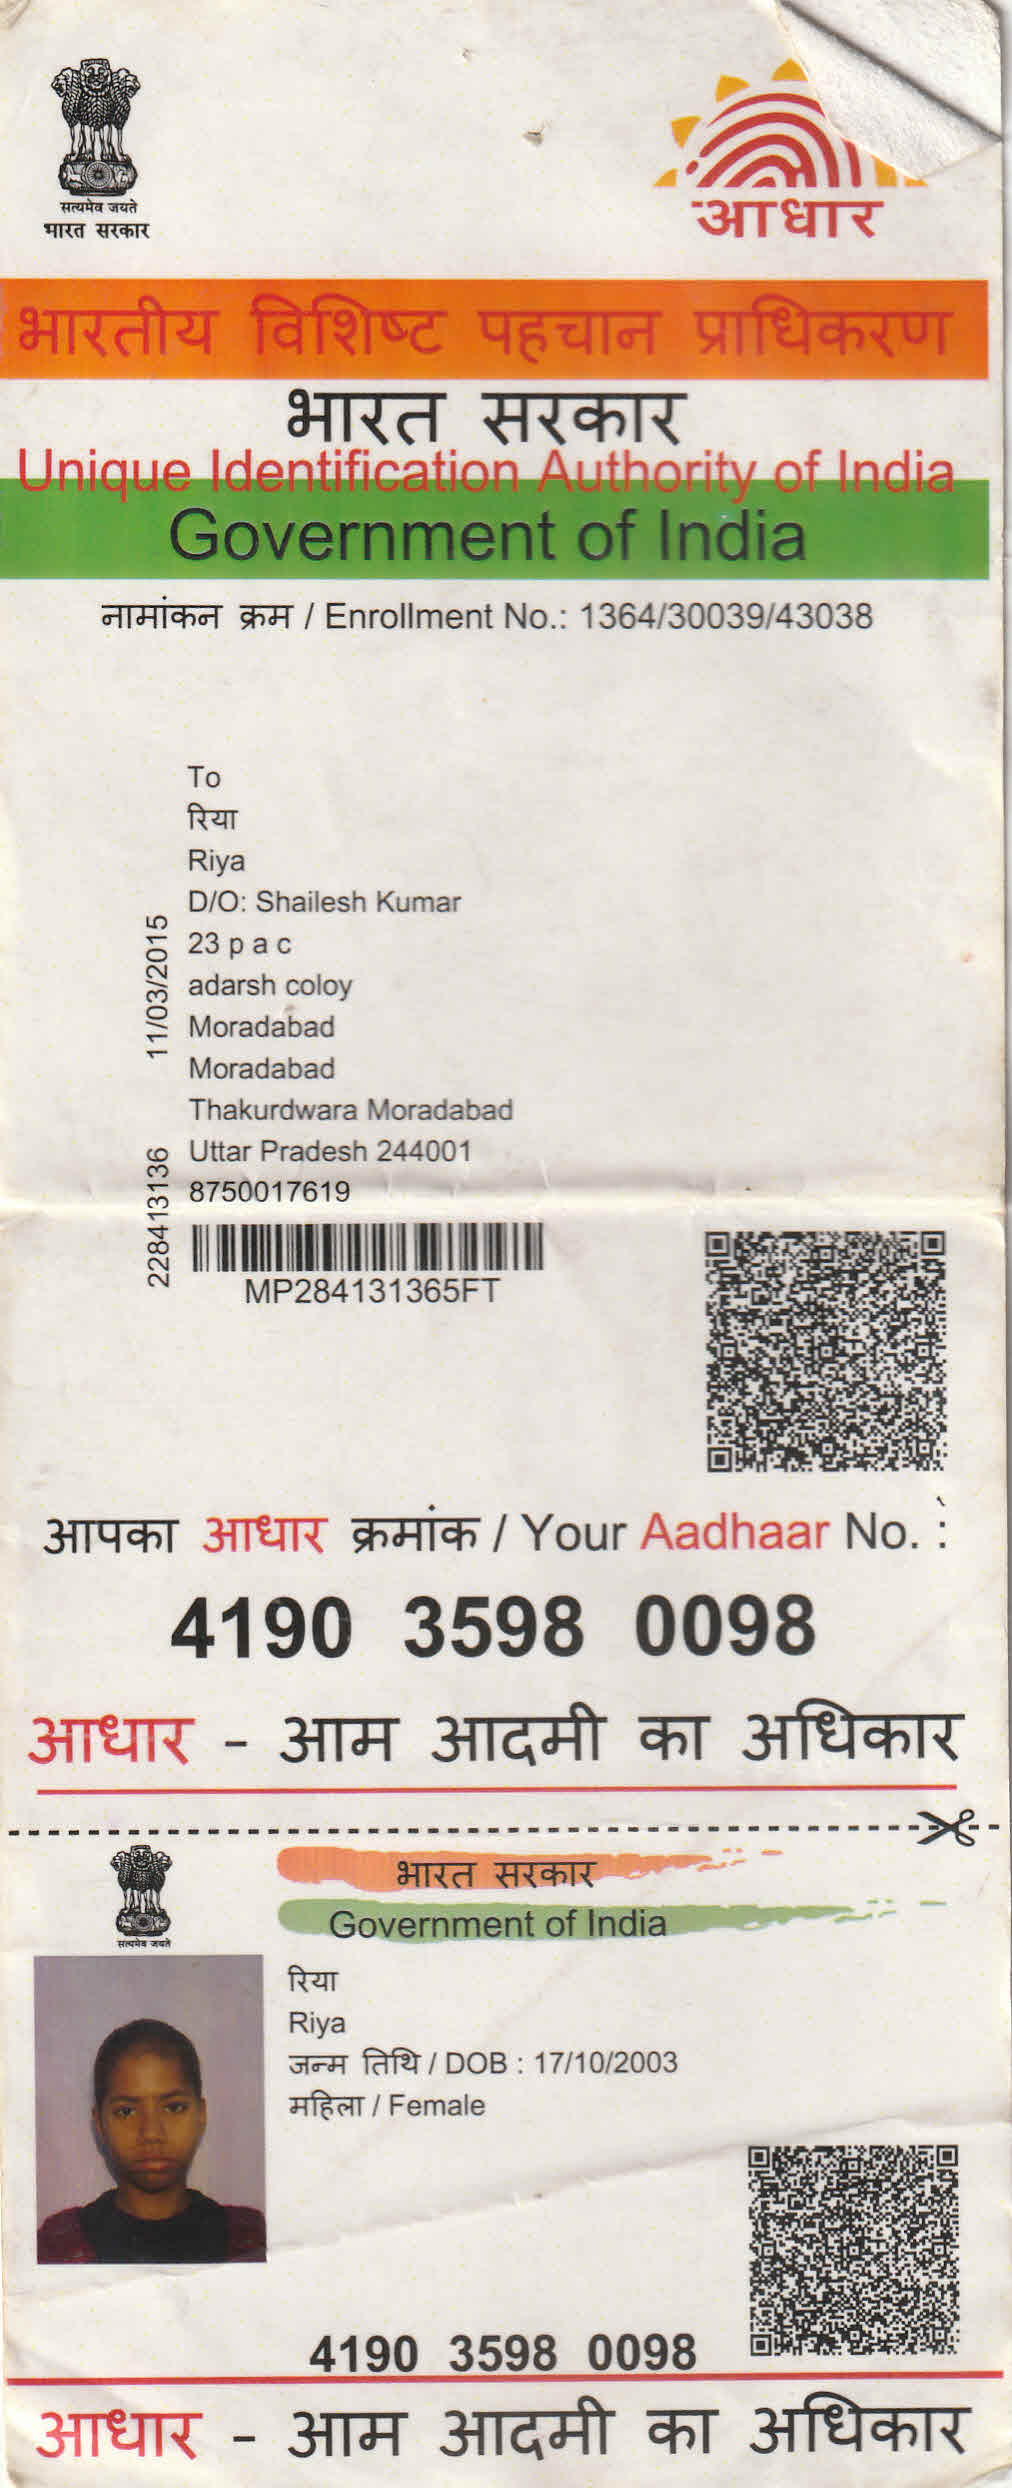 सत्यमेव जयते
भारत सरकार
आधार
भारतीय विशिष्ट पहचान प्राधिकरण
भारत सरकार
Unique Identification Authority of India
Government of India
नामांकन क्रम / Enrollment No.: 1364/30039/43038
To
रिया
Riya
D/O: Shailesh Kumar
23 p a c
adarsh coloy
Moradabad
Moradabad
Thakurdwara Moradabad
Uttar Pradesh 244001
8750017619
11/03/2015
228413136
MP284131365FT
आपका आधार क्रमांक / Your Aadhaar No. :
4190 3598 0098
आधार - आम आदमी का अधिकार
सत्यमेव जयते
भारत सरकार
Government of India
रिया
Riya
जन्म तिथि / DOB : 17/10/2003
महिला / Female
4190 3598 0098
आधार - आम आदमी का अधिकार